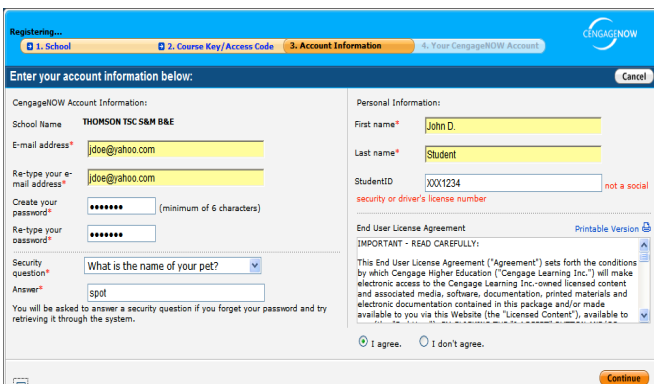 Registering...
CENGAGENOW
1. School
2. Course Key/Access Code
3. Account Information
4. Your CengageNOW Account
Enter your account information below:
Cancel
CengageNOW Account Information:
School Name THOMSON TSC S&M B&E
E-mail address* jdoe@yahoo.com
Re-type your e-
mail address* jdoe@yahoo.com
Create your
password* ●●●●●●● (minimum of 6 characters)
Re-type your
password* ●●●●●●●
Security
question* What is the name of your pet?
Answer* spot
You will be asked to answer a security question if you forget your password and try
retrieving it through the system.
Personal Information:
First name* John D.
Last name* Student
StudentID XXX1234 not a social
security or driver's license number
End User License Agreement Printable Version
IMPORTANT - READ CAREFULLY:
This End User License Agreement ("Agreement") sets forth the conditions
by which Cengage Higher Education ("Cengage Learning Inc.") will make
electronic access to the Cengage Learning Inc.-owned licensed content
and associated media, software, documentation, printed materials and
electronic documentation contained in this package and/or made
available to you via this Website (the "Licensed Content"), available to
I agree. I don't agree.
Continue